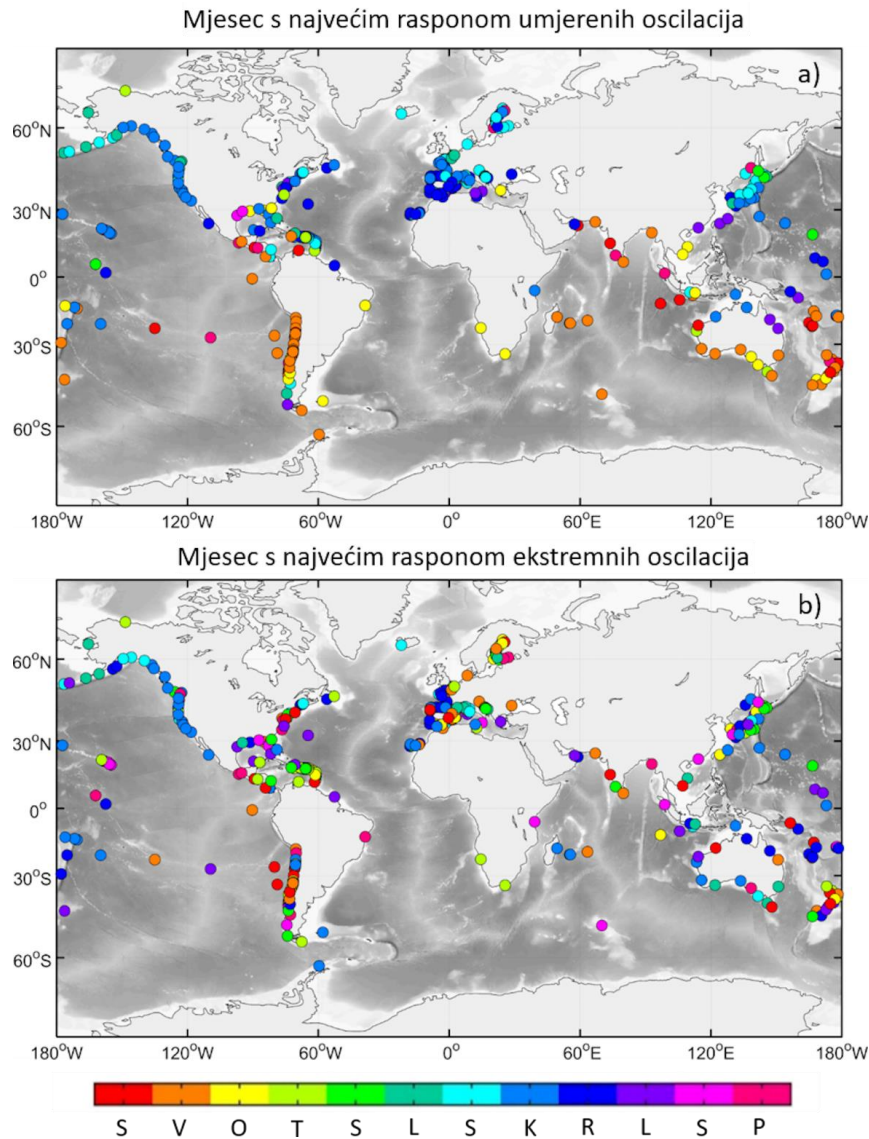 Mjesec s najvećim rasponom umjerenih oscilacija
a)
60°N
30°N
0°
30°S
60°S
180°W 120°W 60°W 0° 60°E 120°E 180°W
Mjesec s najvećim rasponom ekstremnih oscilacija
b)
60°N
30°N
0°
30°S
60°S
180°W 120°W 60°W 0° 60°E 120°E 180°W
S V O T S L S K R L S P